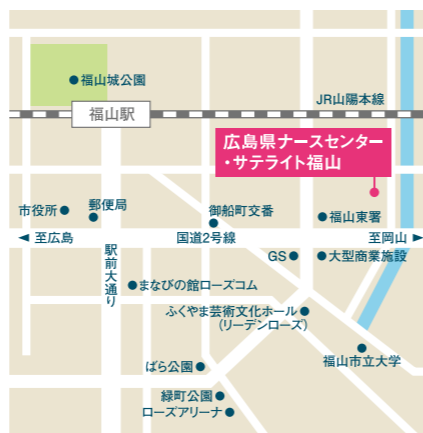 福山城公園
JR山陽本線
福山駅
広島県ナースセンター
・サテライト福山
市役所
郵便局
御船町交番
福山東署
至広島
国道2号線
至岡山
駅前大通り
GS
大型商業施設
まなびの館ローズコム
ふくやま芸術文化ホール
(リーデンローズ)
福山市立大学
ばら公園
緑町公園
ローズアリーナ